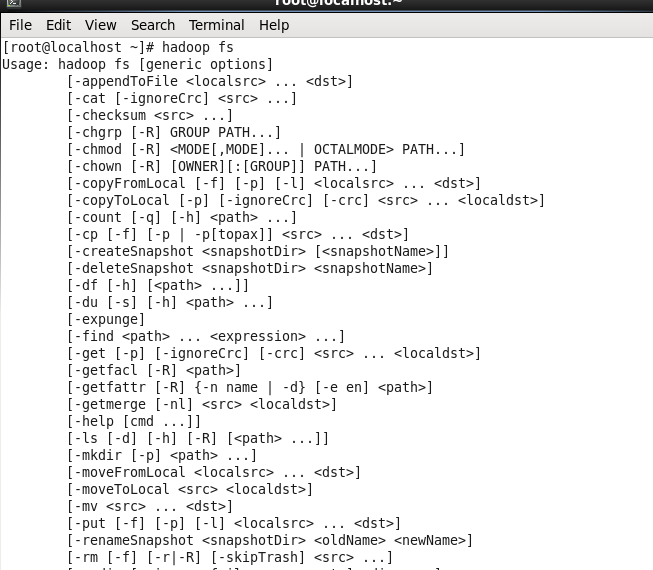 root@localhost:~
File Edit View Search Terminal Help
[root@localhost ~]# hadoop fs
Usage: hadoop fs [generic options]
[-appendToFile <localsrc> ... <dst>]
[-cat [-ignoreCrc] <src> ...]
[-checksum <src> ...]
[-chgrp [-R] GROUP PATH...]
[-chmod [-R] <MODE[,MODE]... | OCTALMODE> PATH...]
[-chown [-R] [OWNER][:[GROUP]] PATH...]
[-copyFromLocal [-f] [-p] [-l] <localsrc> ... <dst>]
[-copyToLocal [-p] [-ignoreCrc] [-crc] <src> ... <localdst>]
[-count [-q] [-h] <path> ...]
[-cp [-f] [-p | -p[topax]] <src> ... <dst>]
[-createSnapshot <snapshotDir> [<snapshotName>]]
[-deleteSnapshot <snapshotDir> <snapshotName>]
[-df [-h] [<path> ...]]
[-du [-s] [-h] <path> ...]
[-expunge]
[-find <path> ... <expression> ...]
[-get [-p] [-ignoreCrc] [-crc] <src> ... <localdst>]
[-getfacl [-R] <path>]
[-getfattr [-R] {-n name | -d} [-e en] <path>]
[-getmerge [-nl] <src> <localdst>]
[-help [cmd ...]]
[-ls [-d] [-h] [-R] [<path> ...]]
[-mkdir [-p] <path> ...]
[-moveFromLocal <localsrc> ... <dst>]
[-moveToLocal <src> <localdst>]
[-mv <src> ... <dst>]
[-put [-f] [-p] [-l] <localsrc> ... <dst>]
[-renameSnapshot <snapshotDir> <oldName> <newName>]
[-rm [-f] [-r|-R] [-skipTrash] <src> ...]